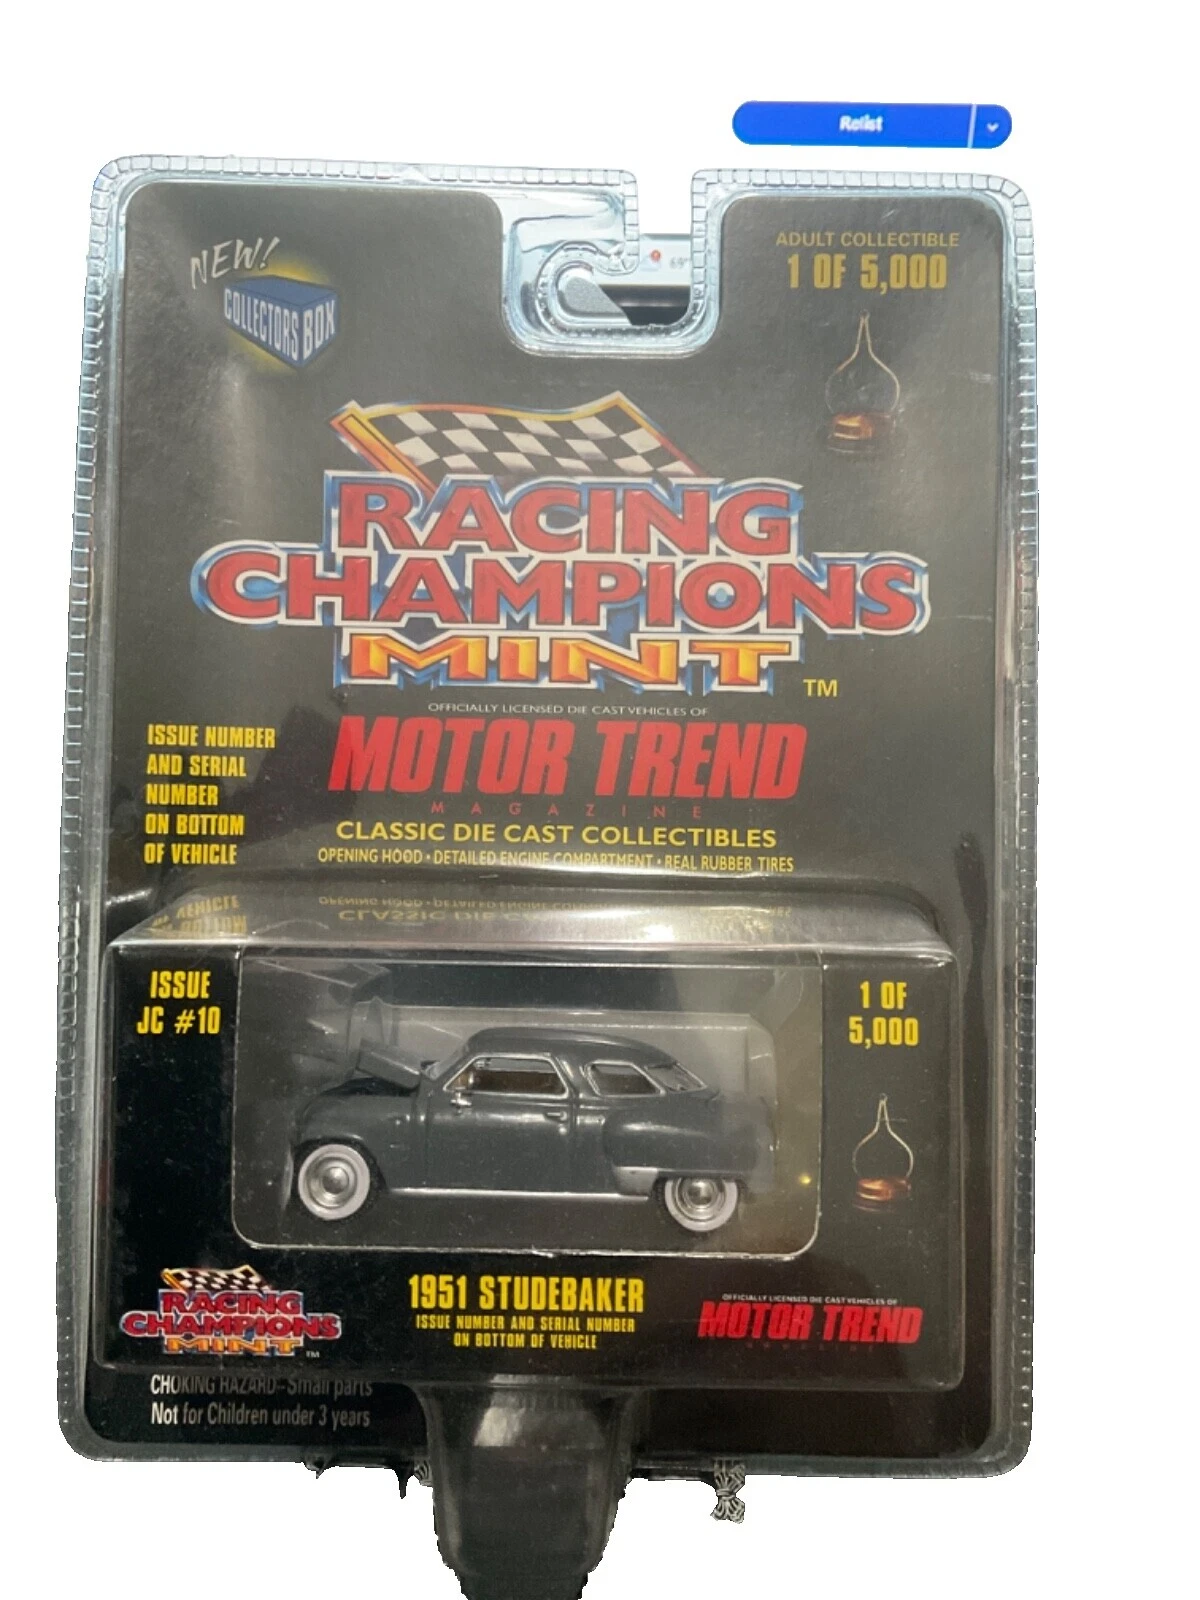 Relist
NEW!
COLLECTORS BOX
ADULT COLLECTIBLE
1 OF 5,000
69°
RACING
CHAMPIONS
MINT TM
OFFICIALLY LICENSED DIE CAST VEHICLES OF
MOTOR TREND
MAGAZINE
CLASSIC DIE CAST COLLECTIBLES
OPENING HOOD • DETAILED ENGINE COMPARTMENT • REAL RUBBER TIRES
ISSUE NUMBER
AND SERIAL
NUMBER
ON BOTTOM
OF VEHICLE
ISSUE
JC #10
1 OF
5,000
RACING
CHAMPIONS
MINT TM
1951 STUDEBAKER
ISSUE NUMBER AND SERIAL NUMBER
ON BOTTOM OF VEHICLE
OFFICIALLY LICENSED DIE CAST VEHICLES OF
MOTOR TREND
CHOKING HAZARD-Small parts
Not for Children under 3 years